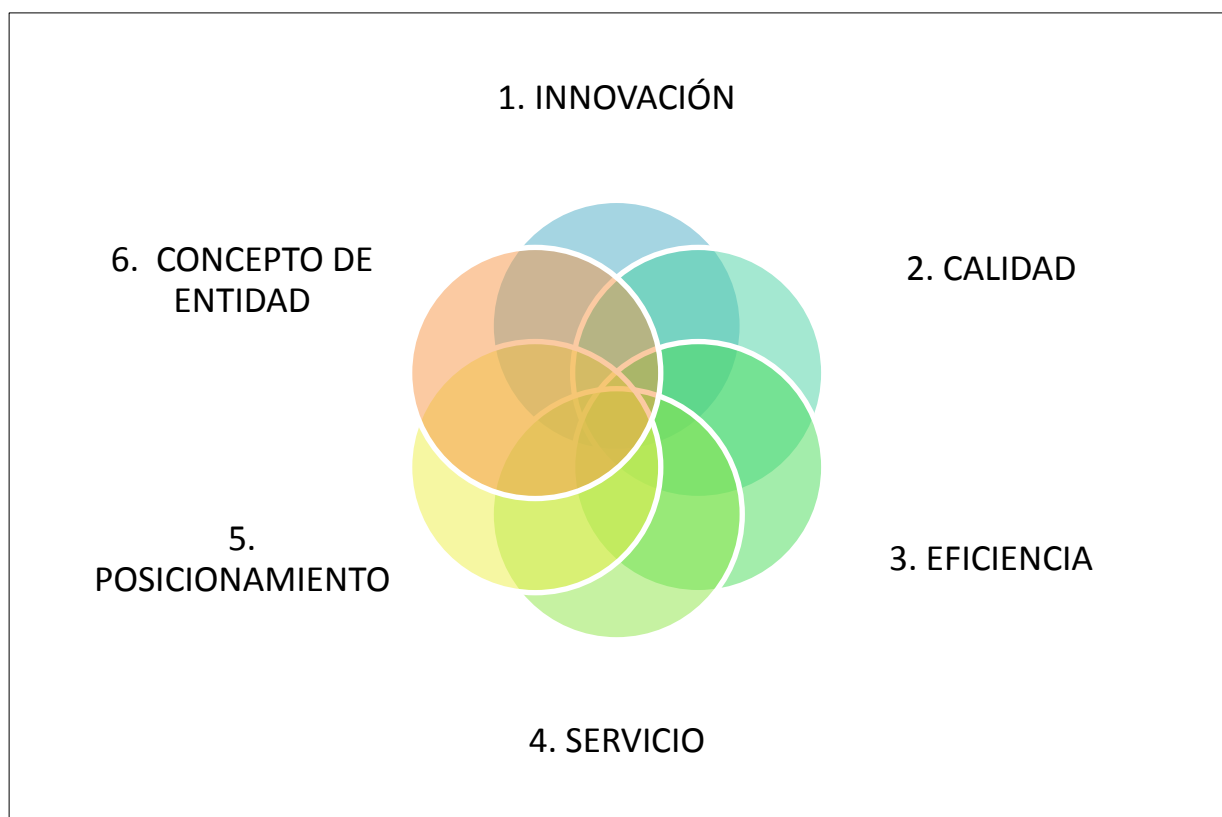 1. INNOVACIÓN
2. CALIDAD
3. EFICIENCIA
4. SERVICIO
5.
POSICIONAMIENTO
6. CONCEPTO DE
ENTIDAD